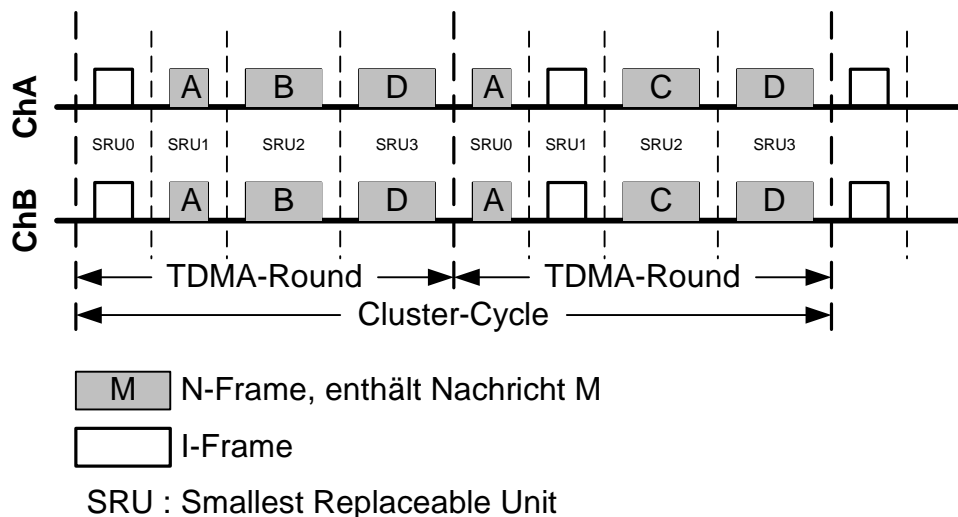 ChA
A B D A C D
SRU0 SRU1 SRU2 SRU3 SRU0 SRU1 SRU2 SRU3
ChB
A B D A C D
TDMA-Round TDMA-Round
Cluster-Cycle
M N-Frame, enthält Nachricht M
I-Frame
SRU : Smallest Replaceable Unit